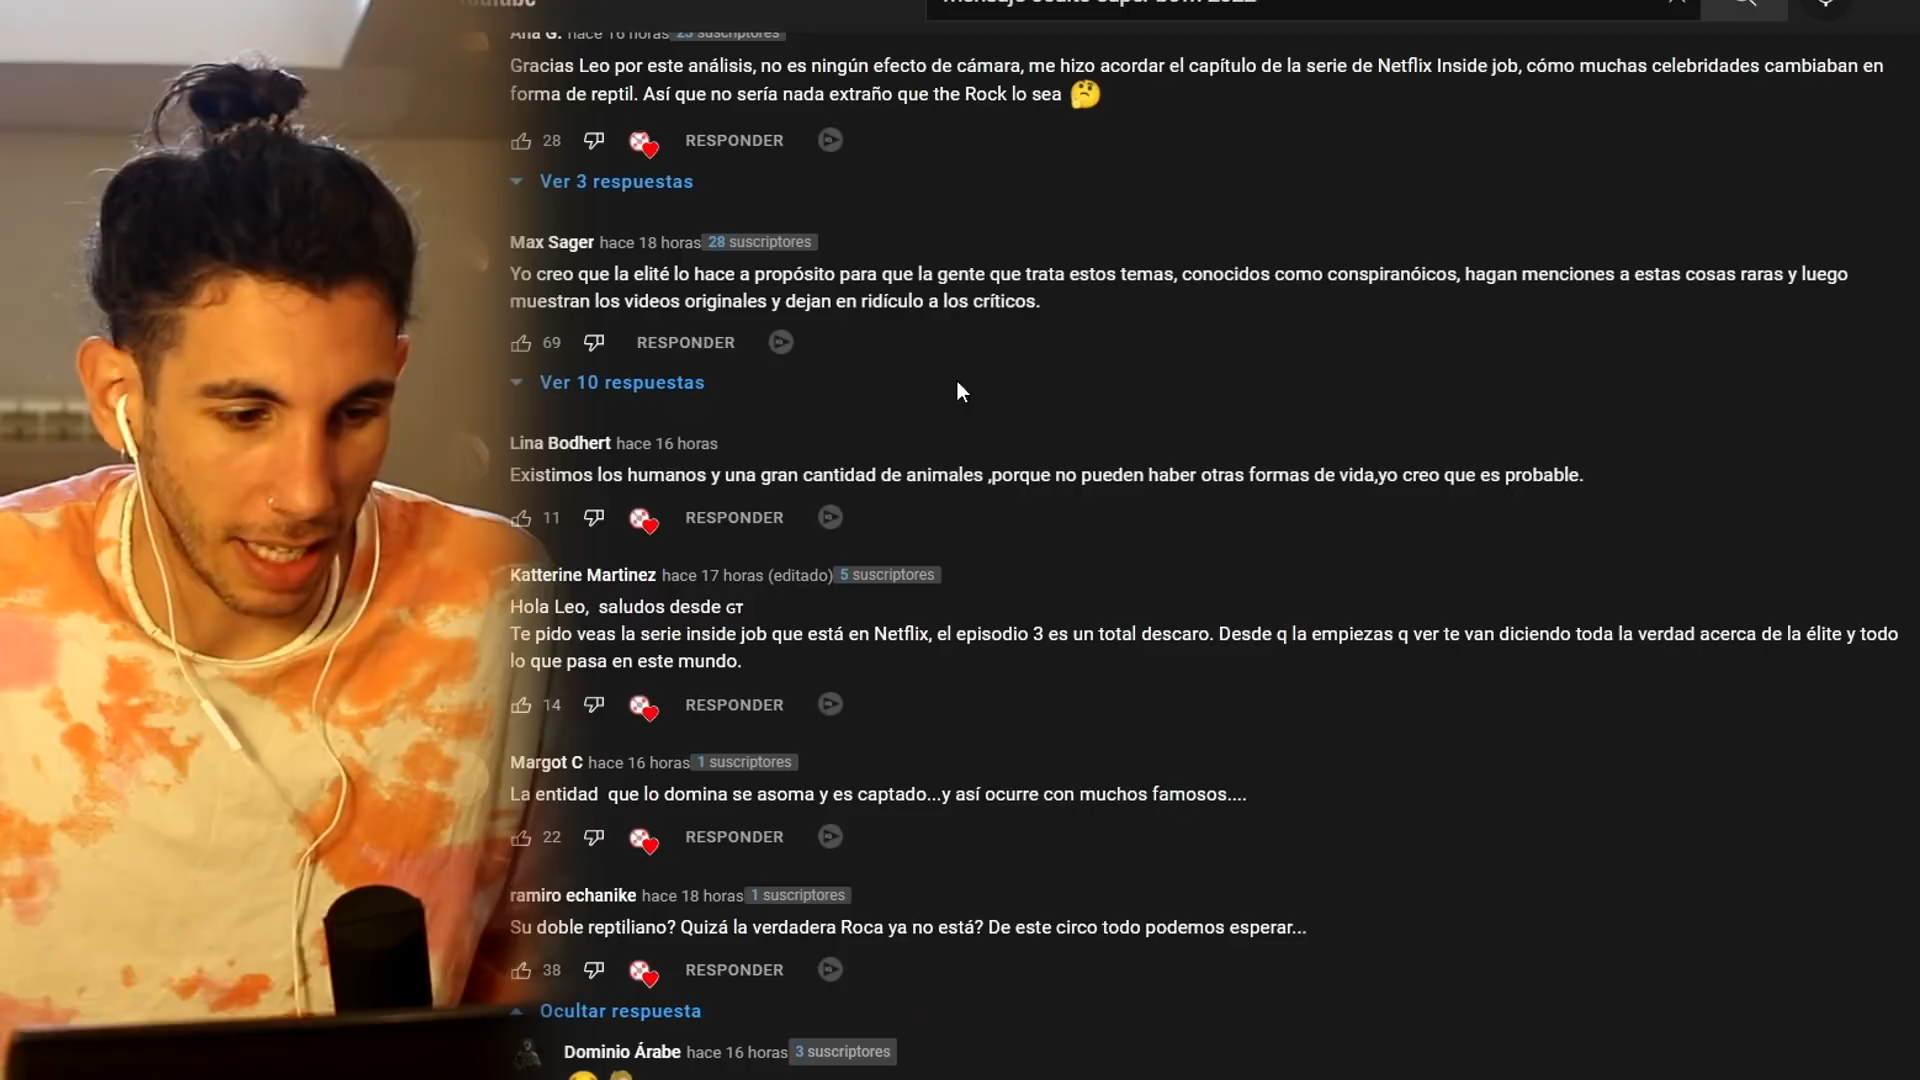 Mensaje oculto super bowl 2022
Ana G. hace 16 horas 25 suscriptores
Gracias Leo por este análisis, no es ningún efecto de cámara, me hizo acordar el capítulo de la serie de Netflix Inside job, cómo muchas celebridades cambiaban en
forma de reptil. Así que no sería nada extraño que the Rock lo sea 🤔
28 RESPONDER
Ver 3 respuestas
Max Sager hace 18 horas 28 suscriptores
Yo creo que la elité lo hace a propósito para que la gente que trata estos temas, conocidos como conspiranóicos, hagan menciones a estas cosas raras y luego
muestran los videos originales y dejan en ridículo a los críticos.
69 RESPONDER
Ver 10 respuestas
Lina Bodhert hace 16 horas
Existimos los humanos y una gran cantidad de animales ,porque no pueden haber otras formas de vida,yo creo que es probable.
11 RESPONDER
Katterine Martinez hace 17 horas (editado) 5 suscriptores
Hola Leo, saludos desde GT
Te pido veas la serie inside job que está en Netflix, el episodio 3 es un total descaro. Desde q la empiezas q ver te van diciendo toda la verdad acerca de la élite y todo
lo que pasa en este mundo.
14 RESPONDER
Margot C hace 16 horas 1 suscriptores
La entidad que lo domina se asoma y es captado...y así ocurre con muchos famosos....
22 RESPONDER
ramiro echanike hace 18 horas 1 suscriptores
Su doble reptiliano? Quizá la verdadera Roca ya no está? De este circo todo podemos esperar...
38 RESPONDER
Ocultar respuesta
Dominio Árabe hace 16 horas 3 suscriptores